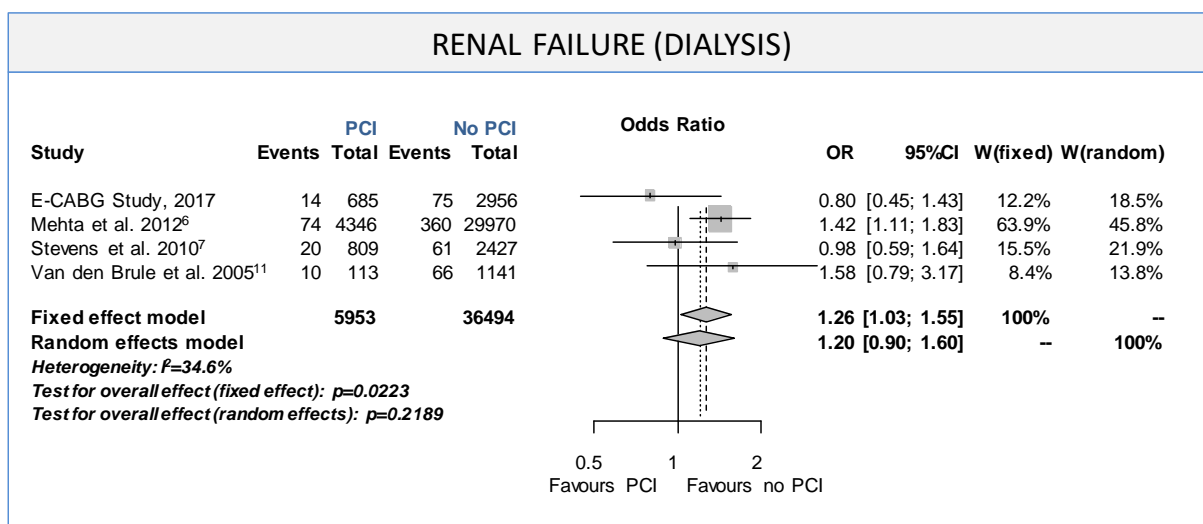 RENAL FAILURE (DIALYSIS)
PCI No PCI Odds Ratio
Study Events Total Events Total OR 95%CI W(fixed) W(random)
E-CABG Study, 2017 14 685 75 2956 0.80 [0.45; 1.43] 12.2% 18.5%
Mehta et al. 2012⁶ 74 4346 360 29970 1.42 [1.11; 1.83] 63.9% 45.8%
Stevens et al. 2010⁷ 20 809 61 2427 0.98 [0.59; 1.64] 15.5% 21.9%
Van den Brule et al. 2005¹¹ 10 113 66 1141 1.58 [0.79; 3.17] 8.4% 13.8%
Fixed effect model 5953 36494 1.26 [1.03; 1.55] 100% --
Random effects model 1.20 [0.90; 1.60] -- 100%
Heterogeneity: I²=34.6%
Test for overall effect (fixed effect): p=0.0223
Test for overall effect (random effects): p=0.2189
0.5 1 2
Favours PCI Favours no PCI